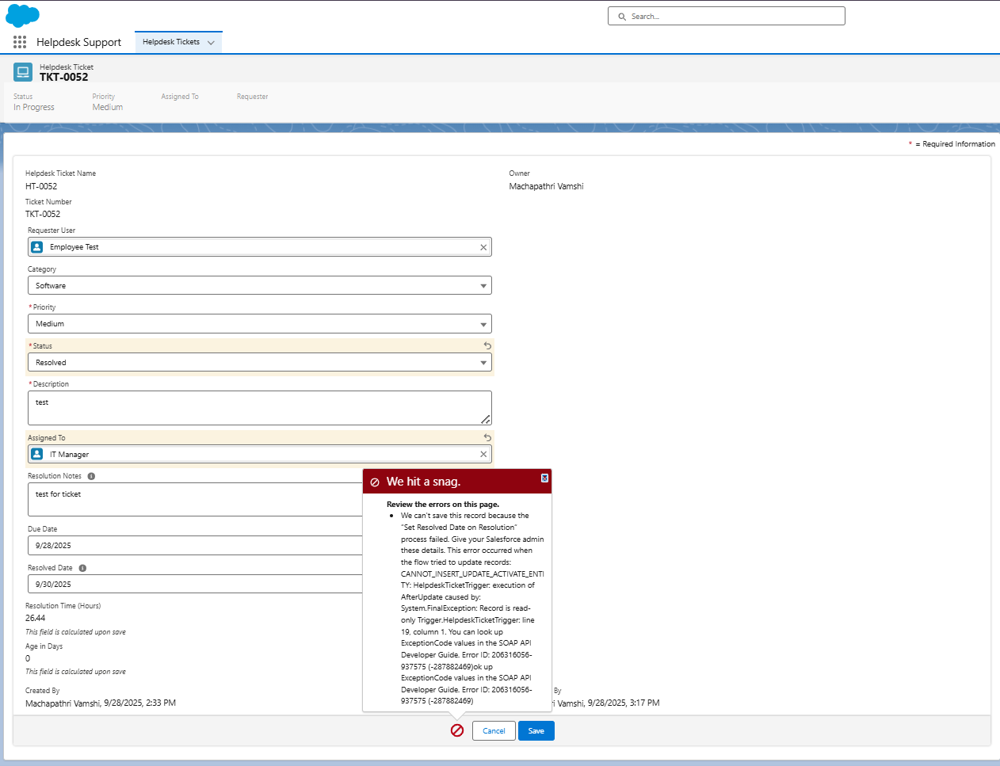 Search...
Helpdesk Support
Helpdesk Tickets
Helpdesk Ticket
TKT-0052
Status
Priority
Assigned To
Requester
In Progress
Medium
* = Required Information
Helpdesk Ticket Name
HT-0052
Owner
Machapathri Vamshi
Ticket Number
TKT-0052
Requester User
Employee Test
Category
Software
*Priority
Medium
*Status
Resolved
*Description
test
Assigned To
IT Manager
Resolution Notes
test for ticket
Due Date
9/28/2025
Resolved Date
9/30/2025
Resolution Time (Hours)
26.44
This field is calculated upon save
Age in Days
0
This field is calculated upon save
Created By
Machapathri Vamshi, 9/28/2025, 2:33 PM
By
Vamshi, 9/28/2025, 3:17 PM
We hit a snag.
Review the errors on this page.
We can't save this record because the
"Set Resolved Date on Resolution"
process failed. Give your Salesforce admin
these details. This error occurred when
the flow tried to update records:
CANNOT_INSERT_UPDATE_ACTIVATE_ENTI
TY: HelpdeskTicketTrigger: execution of
AfterUpdate caused by:
System.FinalException: Record is read-
only Trigger.HelpdeskTicketTrigger: line
19, column 1. You can look up
ExceptionCode values in the SOAP API
Developer Guide. Error ID: 206316056-
937575 (-287882469)ok up
ExceptionCode values in the SOAP API
Developer Guide. Error ID: 206316056-
937575 (-287882469)
Cancel
Save